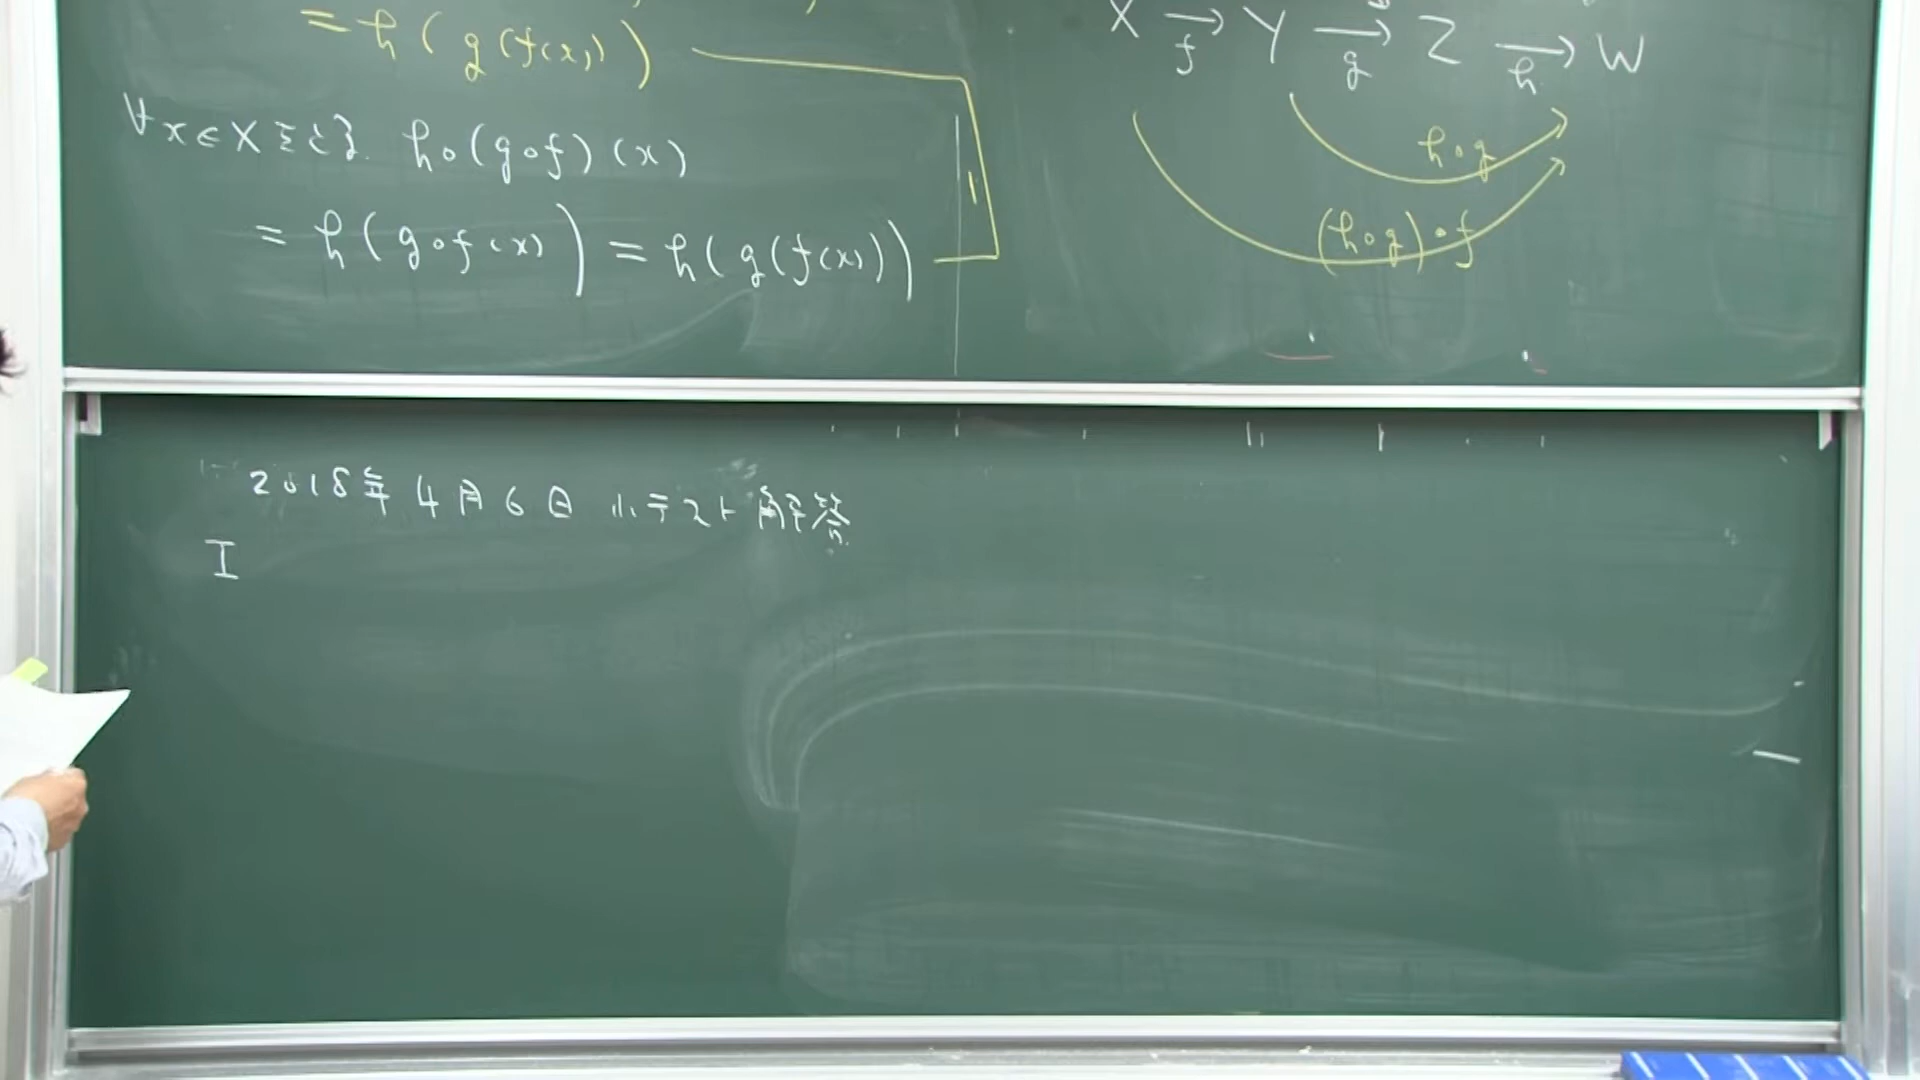 = h(g(f(x)))
∀x∈X とする. h∘(g∘f)(x)
= h(g∘f(x)) = h(g(f(x)))
X →f Y →g Z →h W
h∘g
(h∘g)∘f
2018年4月6日 小テスト解答
I